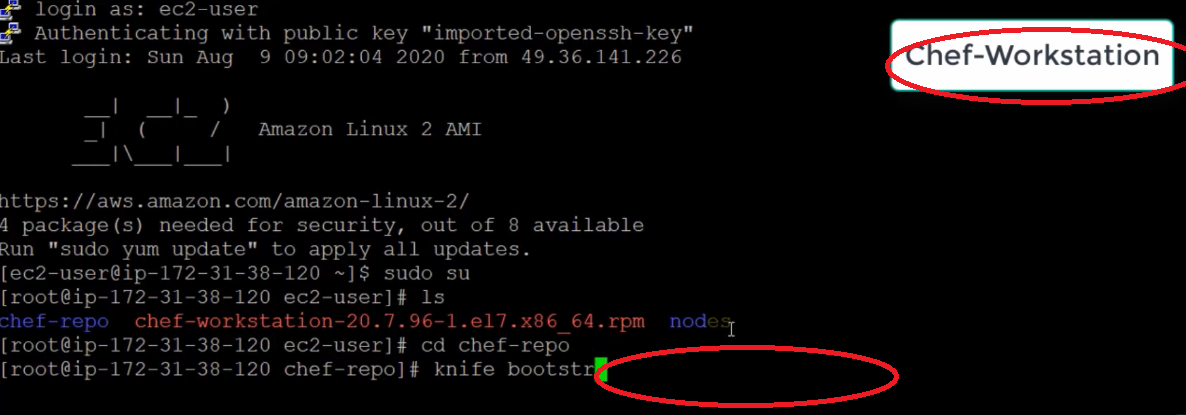 login as: ec2-user
Authenticating with public key "imported-openssh-key"
Last login: Sun Aug  9 09:02:04 2020 from 49.36.141.226
Chef-Workstation
       __|  __|_  )
       _|  (     /   Amazon Linux 2 AMI
      ___|\___|___|
https://aws.amazon.com/amazon-linux-2/
4 package(s) needed for security, out of 8 available
Run "sudo yum update" to apply all updates.
[ec2-user@ip-172-31-38-120 ~]$ sudo su
[root@ip-172-31-38-120 ec2-user]# ls
chef-repo  chef-workstation-20.7.96-1.el7.x86_64.rpm  nodes
[root@ip-172-31-38-120 ec2-user]# cd chef-repo
[root@ip-172-31-38-120 chef-repo]# knife bootstr